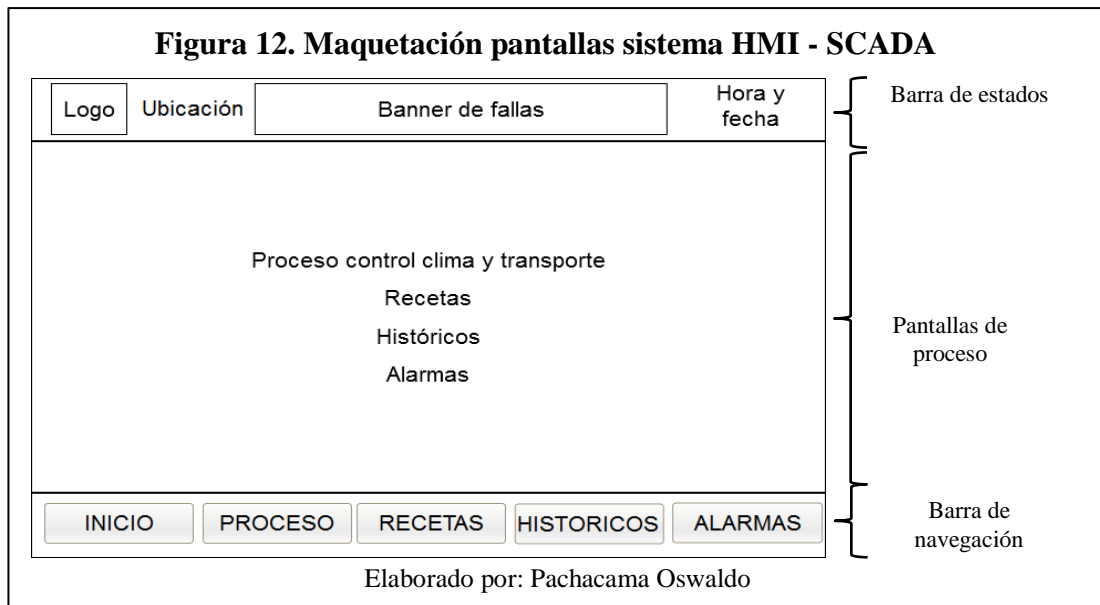 Figura 12. Maquetación pantallas sistema HMI - SCADA
Logo
Ubicación
Banner de fallas
Hora y
fecha
Barra de estados
Proceso control clima y transporte
Recetas
Históricos
Alarmas
Pantallas de
proceso
INICIO
PROCESO
RECETAS
HISTORICOS
ALARMAS
Barra de
navegación
Elaborado por: Pachacama Oswaldo